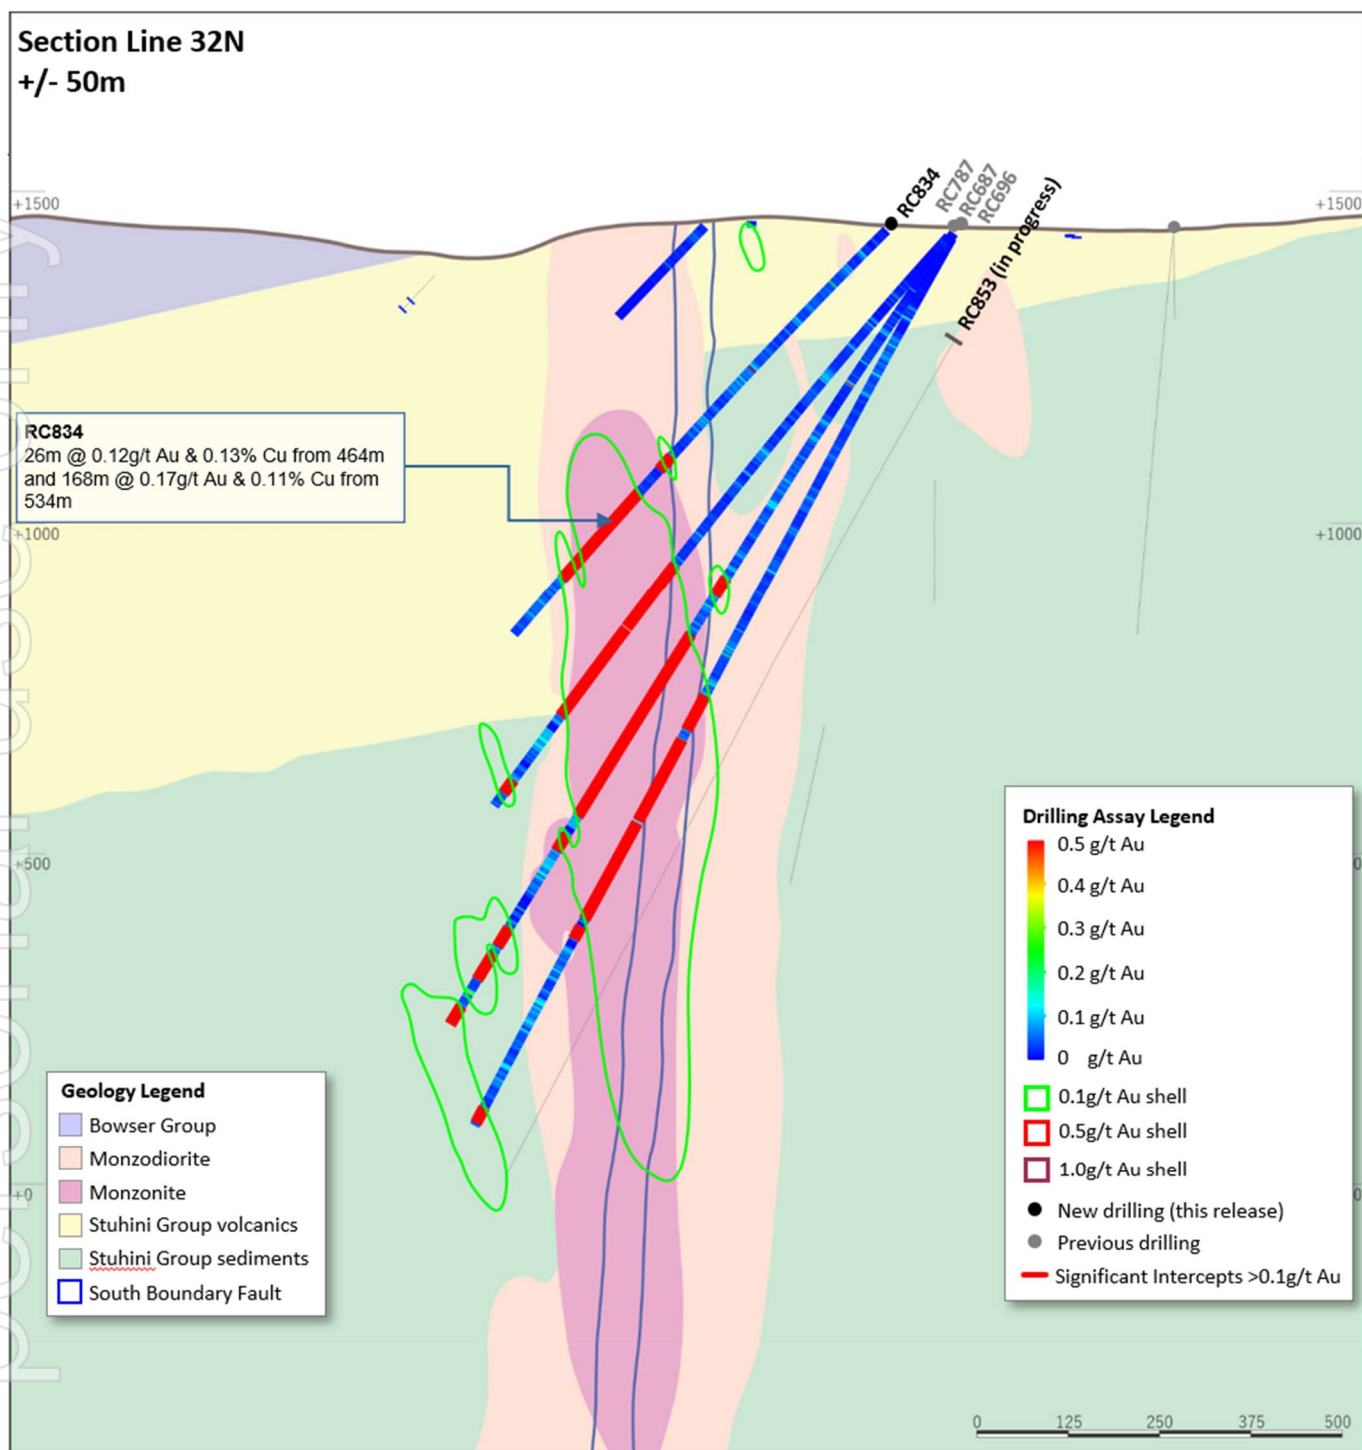 Section Line 32N
+/- 50m
RC834
RC787
RC687
RC696
RC853 (in progress)
+1500
+1500
RC834
26m @ 0.12g/t Au & 0.13% Cu from 464m
and 168m @ 0.17g/t Au & 0.11% Cu from
534m
+1000
+1000
+500
0
+0
0
Drilling Assay Legend
0.5 g/t Au
0.4 g/t Au
0.3 g/t Au
0.2 g/t Au
0.1 g/t Au
0 g/t Au
0.1g/t Au shell
0.5g/t Au shell
1.0g/t Au shell
New drilling (this release)
Previous drilling
Significant Intercepts >0.1g/t Au
Geology Legend
Bowser Group
Monzodiorite
Monzonite
Stuhini Group volcanics
Stuhini Group sediments
South Boundary Fault
0 125 250 375 500